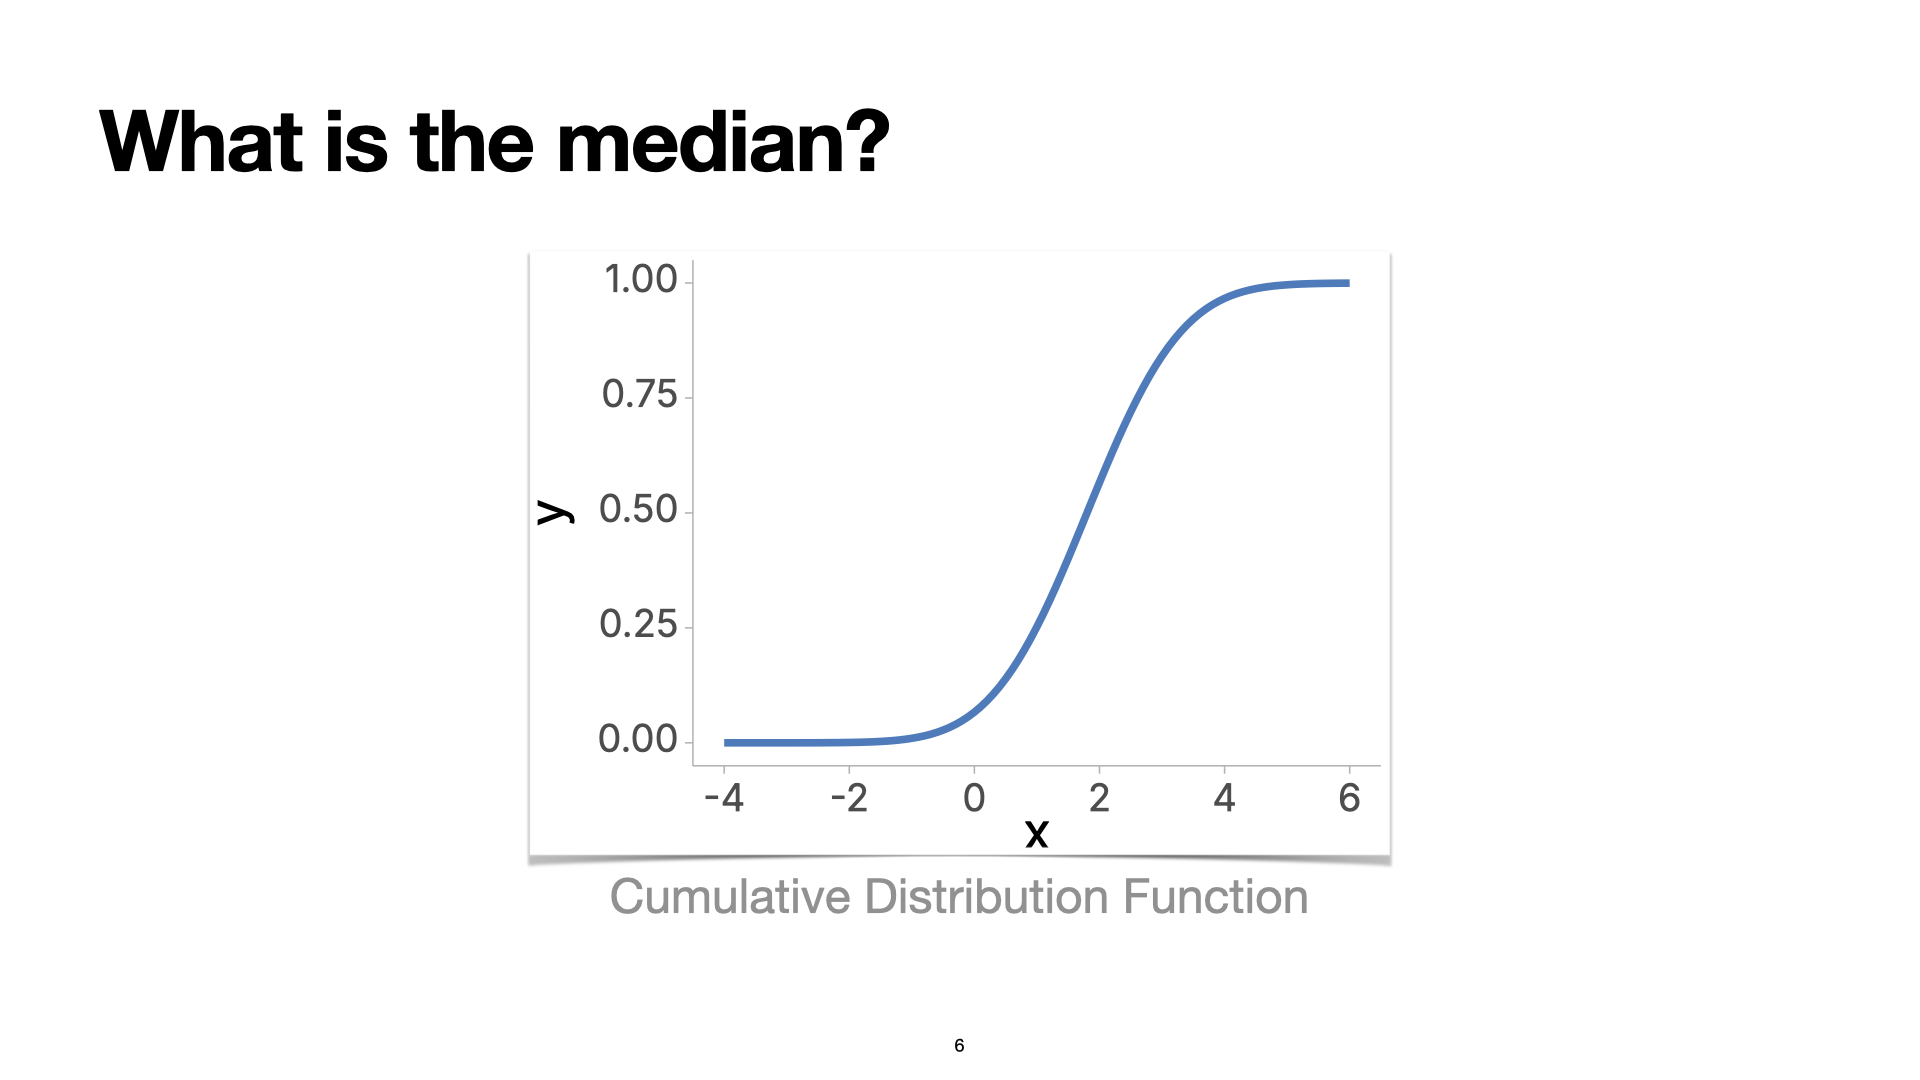 What is the median?
1.00
0.75
0.50
0.25
0.00
y
-4 -2 0 2 4 6
x
Cumulative Distribution Function
6